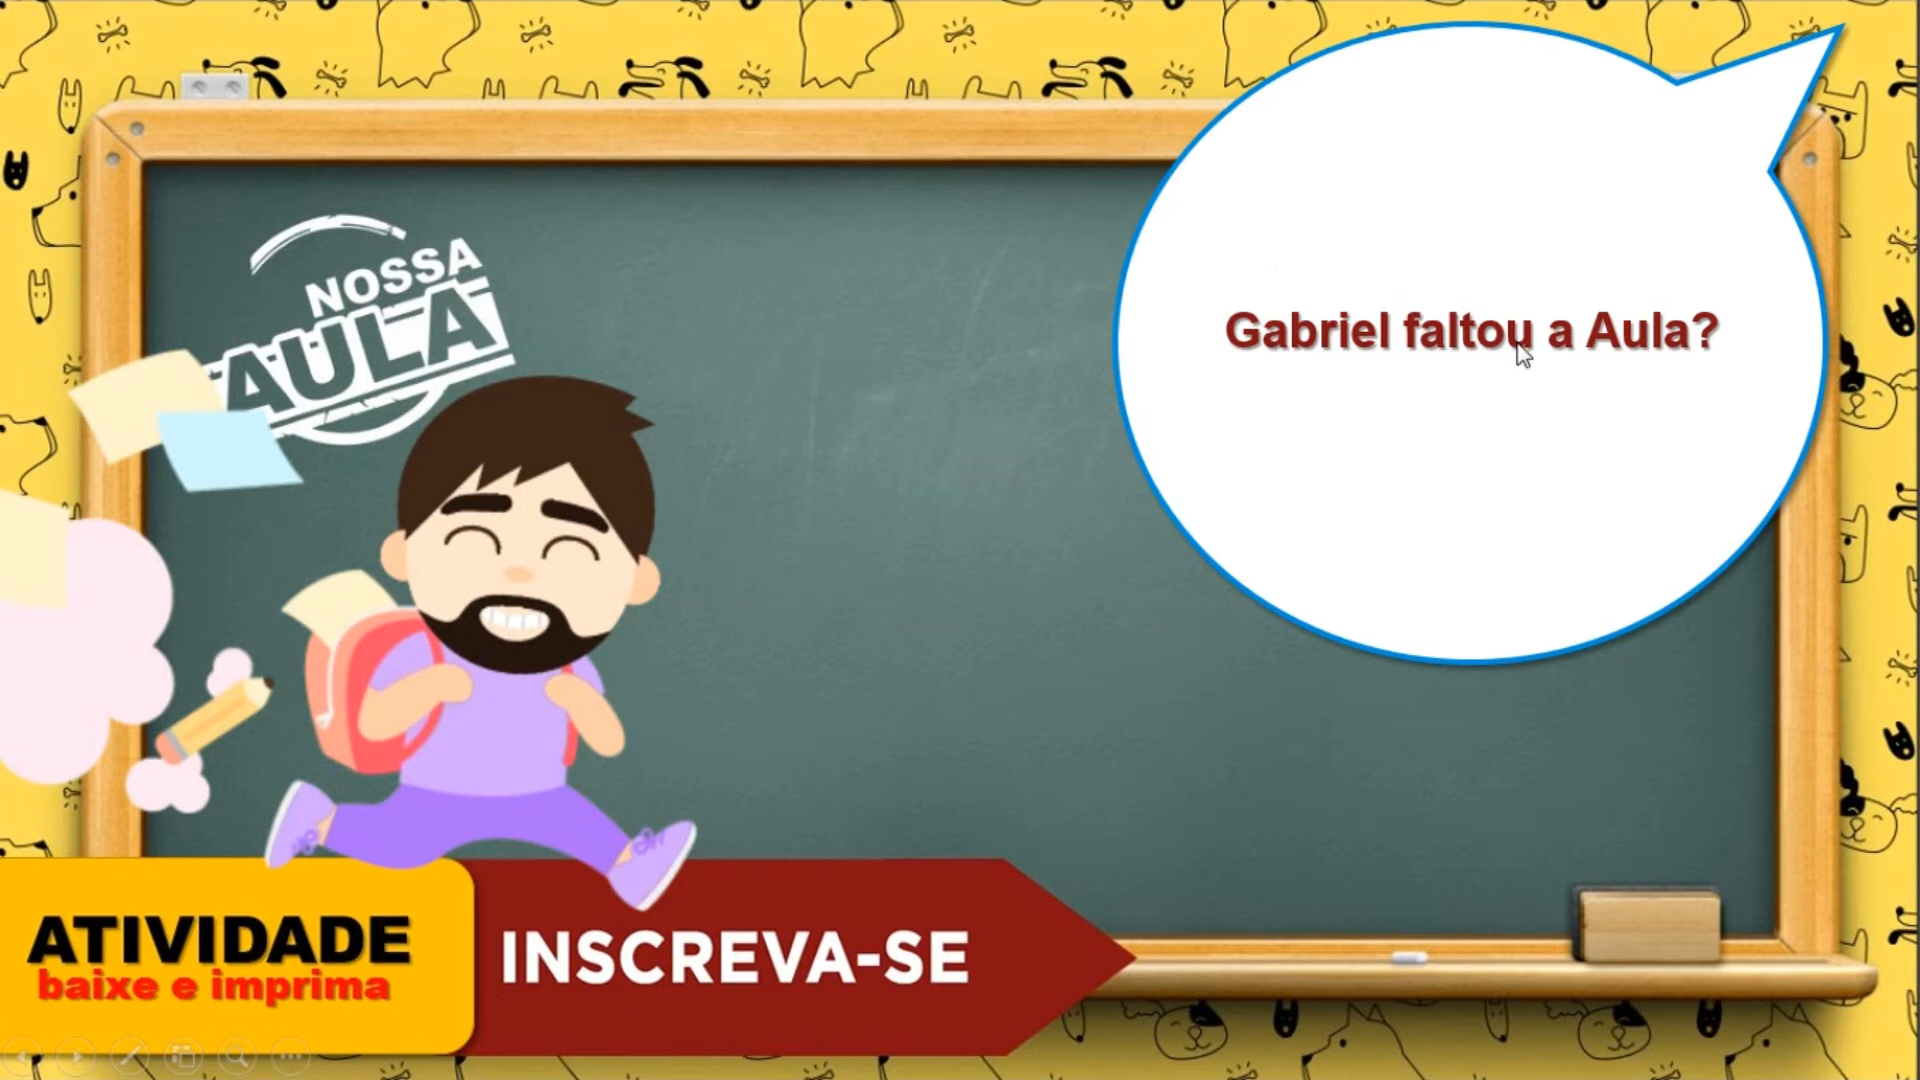 NOSSA
AULA
Gabriel faltou a Aula?
ATIVIDADE
baixe e imprima
INSCREVA-SE